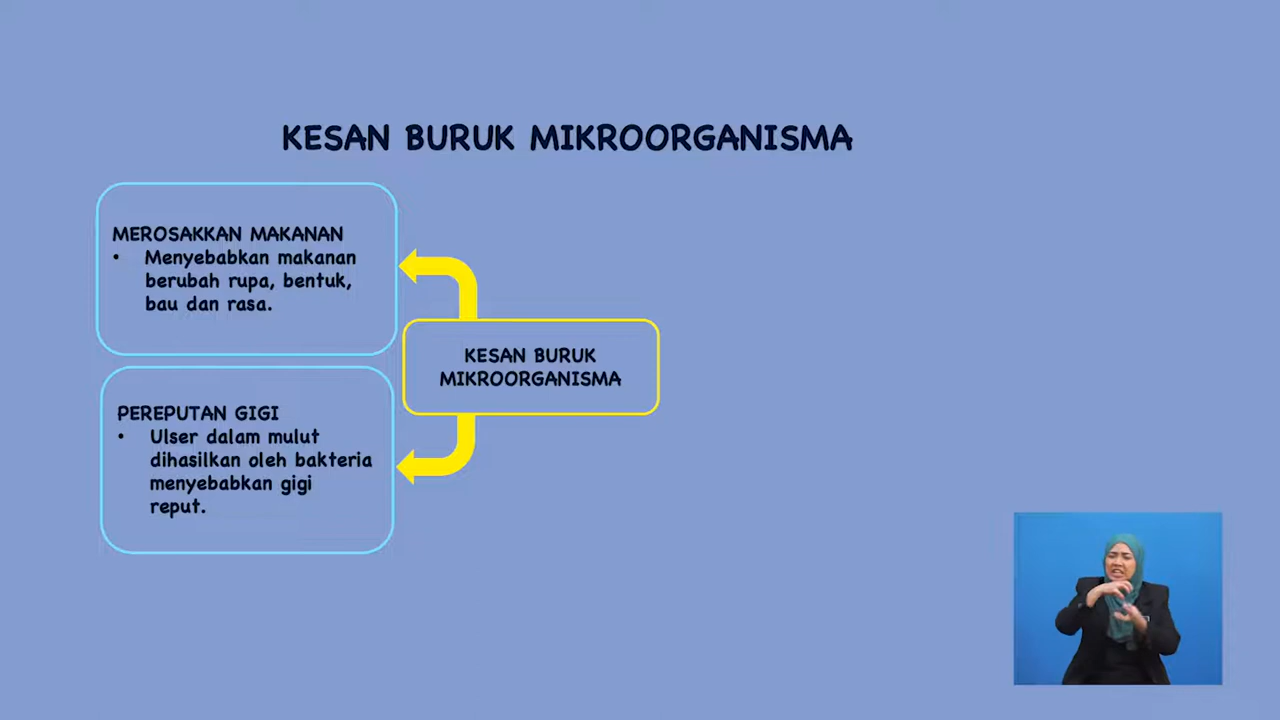 KESAN BURUK MIKROORGANISMA
MEROSAKKAN MAKANAN
• Menyebabkan makanan
berubah rupa, bentuk,
bau dan rasa.
KESAN BURUK
MIKROORGANISMA
PEREPUTAN GIGI
• Ulser dalam mulut
dihasilkan oleh bakteria
menyebabkan gigi
reput.